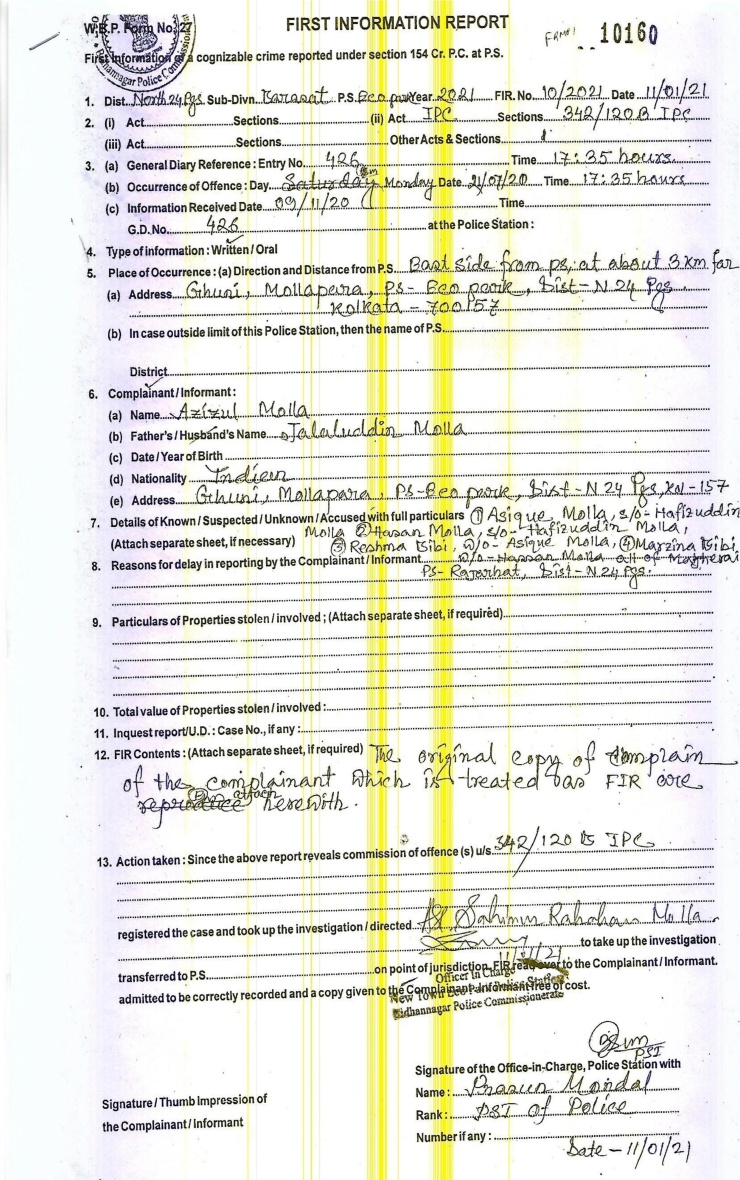 W.B.P. Form No. 27
FIRST INFORMATION REPORT
10160
First Information of a cognizable crime reported under section 154 Cr. P.C. at P.S.
Bidhannagar Police Commissionerate
1. Dist. North 24 Pgs Sub-Divn. Barasat P.S. Eco park Year 2021 FIR. No. 10/2021 Date 11/01/21
2. (i) Act Sections (ii) Act IPC Sections 342/120B IPC
(iii) Act Sections Other Acts & Sections
3. (a) General Diary Reference : Entry No. 426 Time 17:35 hours
(b) Occurrence of Offence : Day Saturday Monday Date 21/07/20 Time 17:35 hours
(c) Information Received Date 09/11/20 Time
G.D. No. 426 at the Police Station :
4. Type of information : Written / Oral
5. Place of Occurrence : (a) Direction and Distance from P.S. East side from ps, at about 3 km far
(a) Address Ghuni, Mollapara, PS- Eco park, Dist- N 24 Pgs
Kolkata - 700157
(b) In case outside limit of this Police Station, then the name of P.S.
District
6. Complainant / Informant :
(a) Name Azizul Molla
(b) Father's / Husband's Name Jalaluddin Molla
(c) Date / Year of Birth
(d) Nationality Indian
(e) Address Ghuni, Mollapara, PS-Eco park, Dist-N 24 Pgs, Kol-157
7. Details of Known / Suspected / Unknown / Accused with full particulars ① Asique Molla, s/o- Hafizuddin
Molla ② Hasan Molla, s/o- Hafizuddin Molla,
(Attach separate sheet, if necessary) ③ Reshma Bibi, w/o- Asique Molla, ④ Marzina Bibi
8. Reasons for delay in reporting by the Complainant / Informant w/o- Hassan Molla all of
PS- Rajarhat, Dist- N 24 Pgs.
9. Particulars of Properties stolen / involved ; (Attach separate sheet, if required)
10. Total value of Properties stolen / involved :
11. Inquest report/U.D. : Case No., if any :
12. FIR Contents : (Attach separate sheet, if required) The original copy of complain
of the complainant which is treated as FIR are
reproduce attach herewith.
13. Action taken : Since the above report reveals commission of offence (s) u/s 342/120 B IPC
registered the case and took up the investigation / directed ASI Sahimur Rahaman Molla
to take up the investigation
11/01/21
transferred to P.S. on point of jurisdiction. FIR read over to the Complainant / Informant.
Officer In Charge
admitted to be correctly recorded and a copy given to the Complainant / Informant free of cost.
New Town Eco Park Police Station
Bidhannagar Police Commissionerate
PSI
Signature of the Office-in-Charge, Police Station with
Name : Prasun Mondal
Signature / Thumb Impression of
Rank : PSI of Police
the Complainant / Informant
Number if any :
Date - 11/01/21